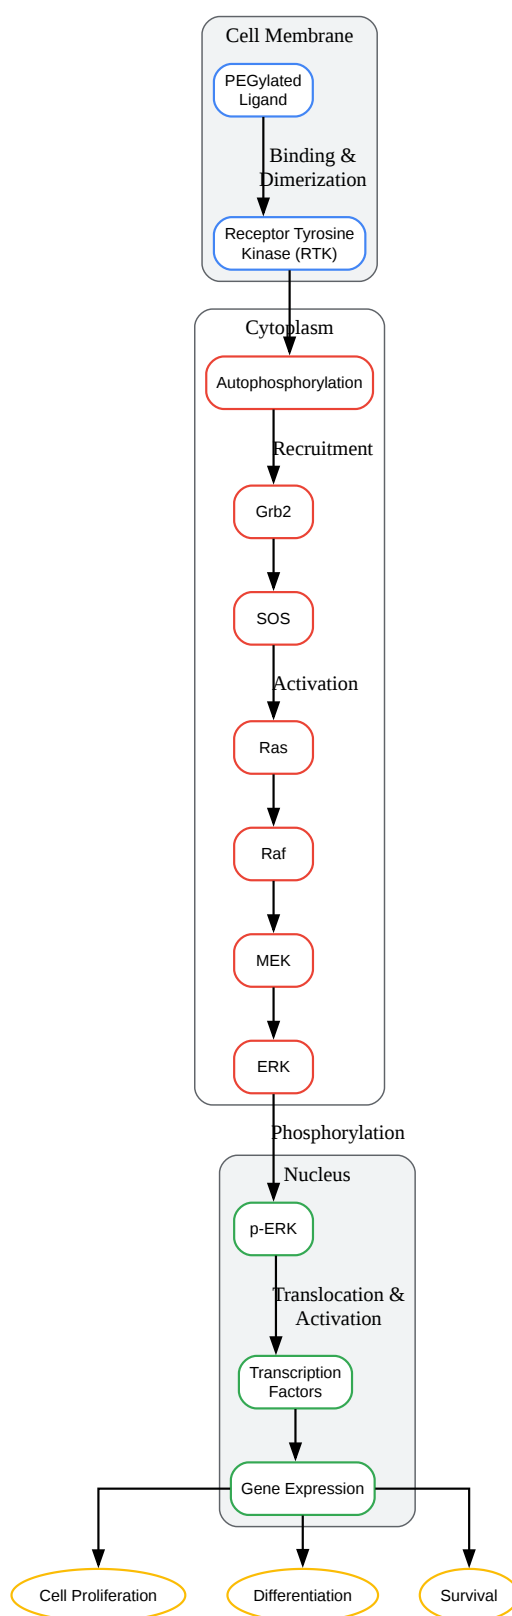 Cell Membrane
PEGylated
Ligand
Binding &
Dimerization
Receptor Tyrosine
Kinase (RTK)
Cytoplasm
Autophosphorylation
Recruitment
Grb2
SOS
Activation
Ras
Raf
MEK
ERK
Phosphorylation
Nucleus
p-ERK
Translocation &
Activation
Transcription
Factors
Gene Expression
Cell Proliferation
Differentiation
Survival